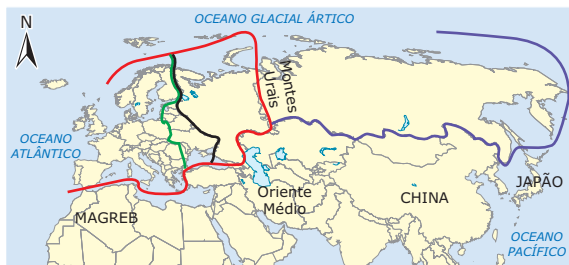 OCEANO GLACIAL ÁRTICO
N
Montes
Urais
OCEANO
ATLÂNTICO
Oriente
Médio
CHINA
JAPÃO
MAGREB
OCEANO
PACÍFICO